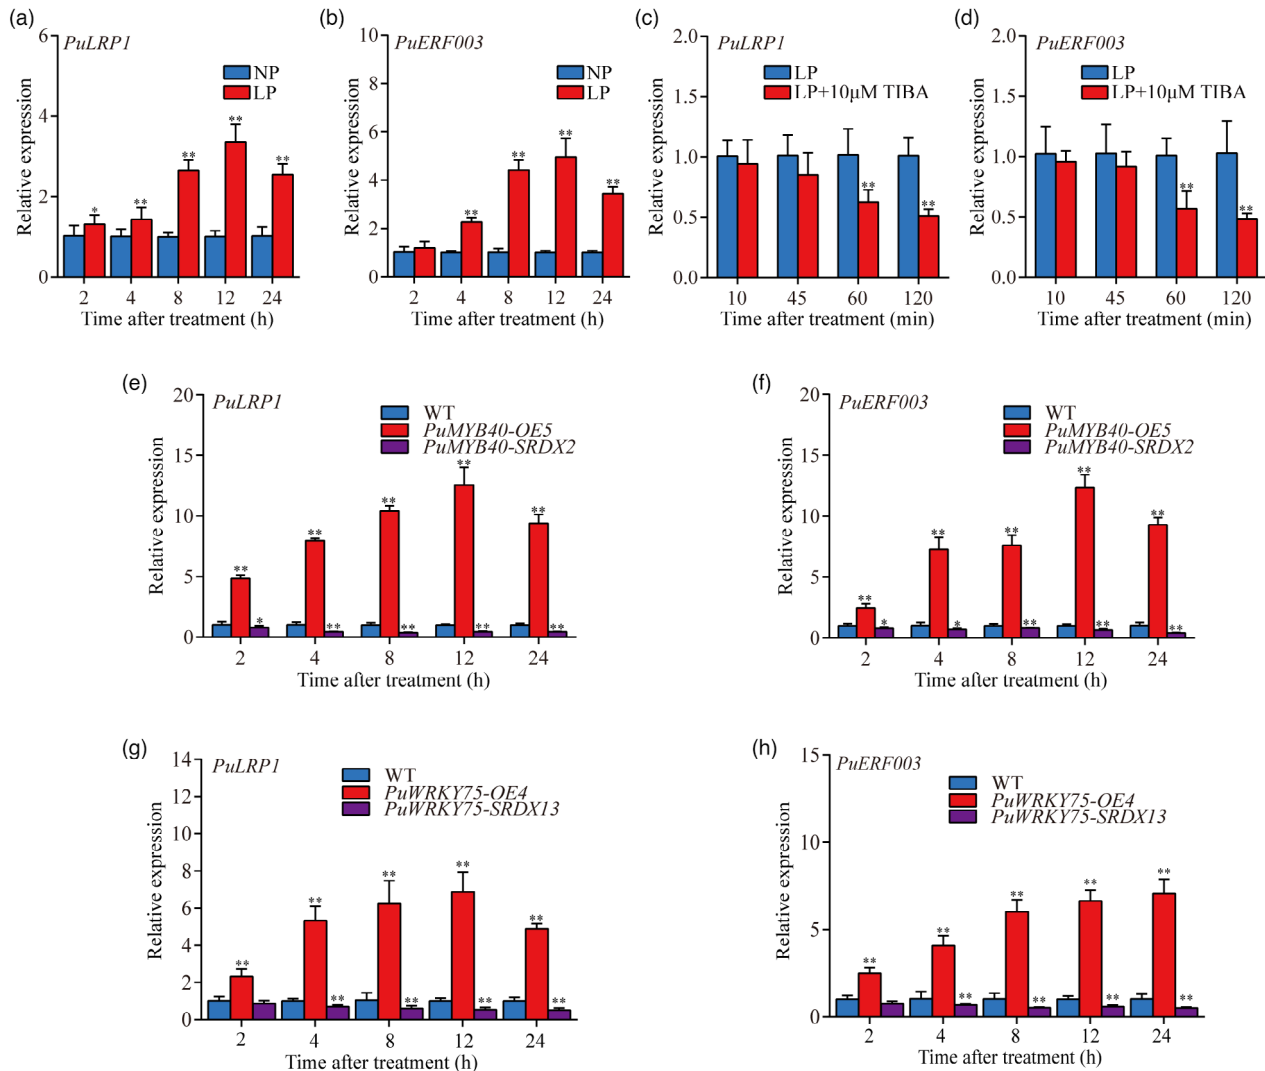 (a)
PuLRP1
NP
LP
6
4
2
0
Relative expression
* ** ** ** **
2 4 8 12 24
Time after treatment (h)
(b)
PuERF003
NP
LP
10
8
6
4
2
0
Relative expression
** ** ** **
2 4 8 12 24
Time after treatment (h)
(c)
PuLRP1
LP
LP+10μM TIBA
2.0
1.5
1.0
0.5
0.0
Relative expression
** **
10 45 60 120
Time after treatment (min)
(d)
PuERF003
LP
LP+10μM TIBA
2.0
1.5
1.0
0.5
0.0
Relative expression
** **
10 45 60 120
Time after treatment (min)
(e)
PuLRP1
WT
PuMYB40-OE5
PuMYB40-SRDX2
20
15
10
5
0
Relative expression
** ** ** ** **
* ** ** ** **
2 4 8 12 24
Time after treatment (h)
(f)
PuERF003
WT
PuMYB40-OE5
PuMYB40-SRDX2
20
15
10
5
0
Relative expression
** ** ** ** **
* * ** ** **
2 4 8 12 24
Time after treatment (h)
(g)
PuLRP1
WT
PuWRKY75-OE4
PuWRKY75-SRDX13
14
12
10
8
6
4
2
0
Relative expression
** ** ** ** **
** ** ** **
2 4 8 12 24
Time after treatment (h)
(h)
PuERF003
WT
PuWRKY75-OE4
PuWRKY75-SRDX13
15
10
5
0
Relative expression
** ** ** ** **
** ** ** **
2 4 8 12 24
Time after treatment (h)